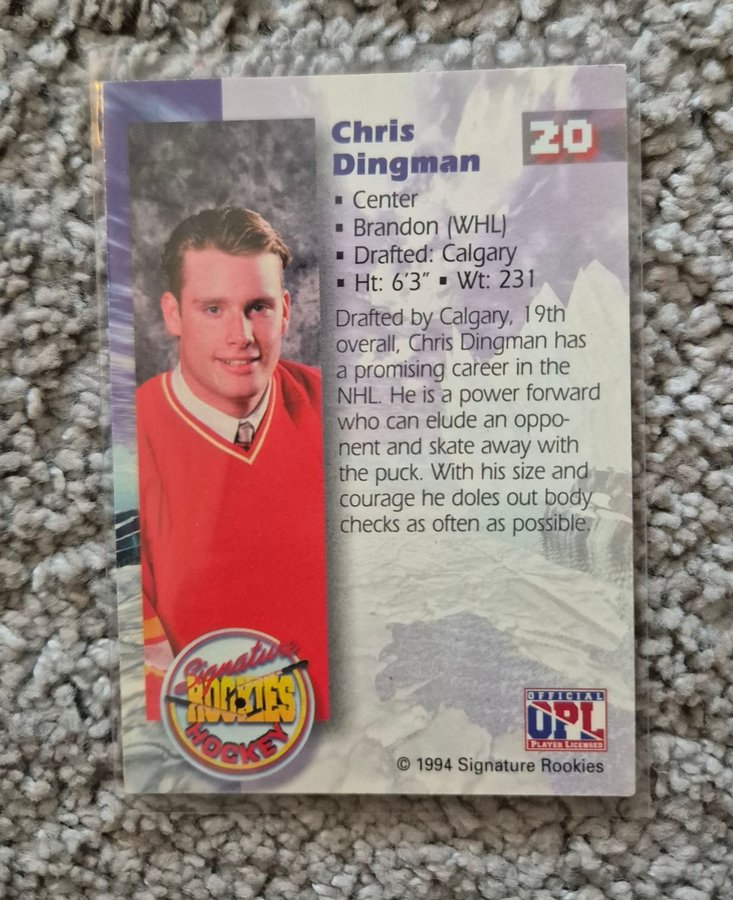 Chris
Dingman
20
▪ Center
▪ Brandon (WHL)
▪ Drafted: Calgary
▪ Ht: 6'3" ▪ Wt: 231
Drafted by Calgary, 19th
overall, Chris Dingman has
a promising career in the
NHL. He is a power forward
who can elude an oppo-
nent and skate away with
the puck. With his size and
courage he doles out body
checks as often as possible.
Signature
ROOKIES
HOCKEY
OFFICIAL
OPL
PLAYER LICENSED
© 1994 Signature Rookies